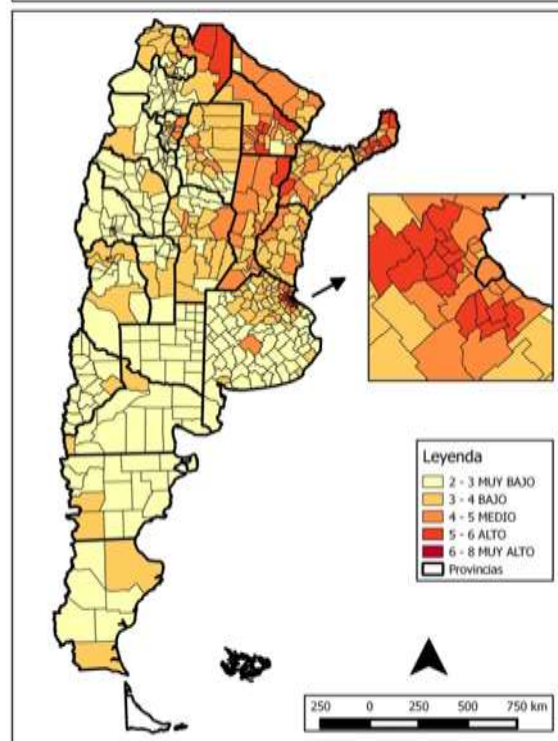 Leyenda
2 - 3 MUY BAJO
3 - 4 BAJO
4 - 5 MEDIO
5 - 6 ALTO
6 - 8 MUY ALTO
Provincias
250 0 250 500 750 km